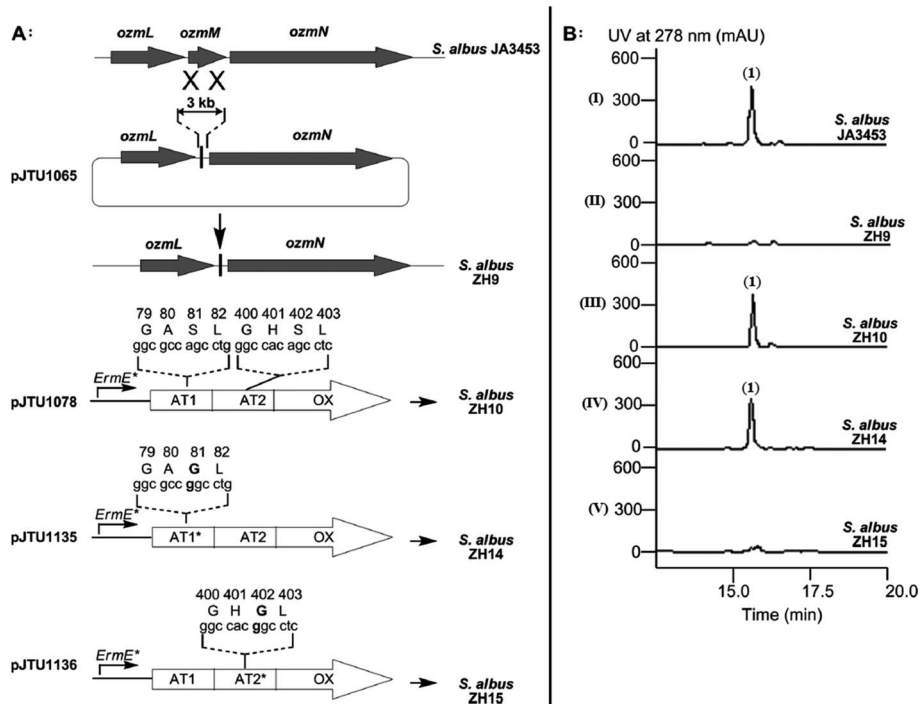 A:
ozmL ozmM ozmN
S. albus JA3453
X X
3 kb
ozmL ozmN
pJTU1065
ozmL ozmN
S. albus
ZH9
79 80 81 82 400 401 402 403
G A S L G H S L
ggc gcc agc ctg ggc cac agc ctc
ErmE*
pJTU1078
AT1 AT2 OX
S. albus
ZH10
79 80 81 82
G A G L
ggc gcc ggc ctg
ErmE*
pJTU1135
AT1* AT2 OX
S. albus
ZH14
400 401 402 403
G H G L
ggc cac ggc ctc
ErmE*
pJTU1136
AT1 AT2* OX
S. albus
ZH15
B: UV at 278 nm (mAU)
600
(1)
(I) 300
S. albus
JA3453
0
600
(II) 300
S. albus
ZH9
0
600
(1)
(III) 300
S. albus
ZH10
0
600
(1)
(IV) 300
S. albus
ZH14
0
600
(V) 300
S. albus
ZH15
0
15.0 17.5 20.0
Time (min)